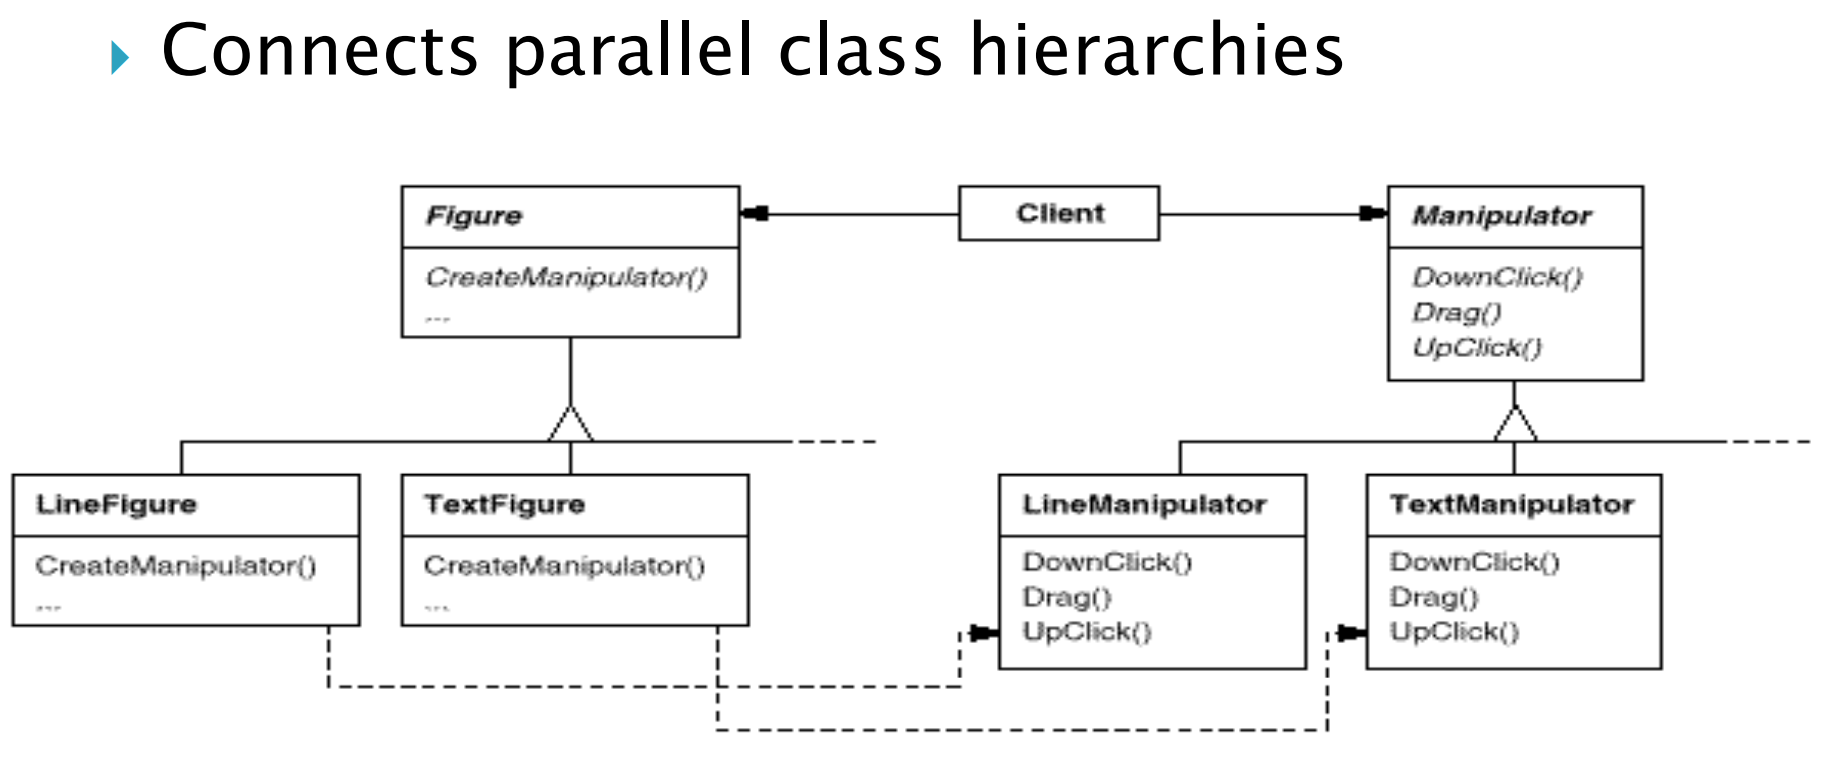 Connects parallel class hierarchies
Figure
CreateManipulator()
...
Client
Manipulator
DownClick()
Drag()
UpClick()
LineFigure
CreateManipulator()
...
TextFigure
CreateManipulator()
...
LineManipulator
DownClick()
Drag()
UpClick()
TextManipulator
DownClick()
Drag()
UpClick()